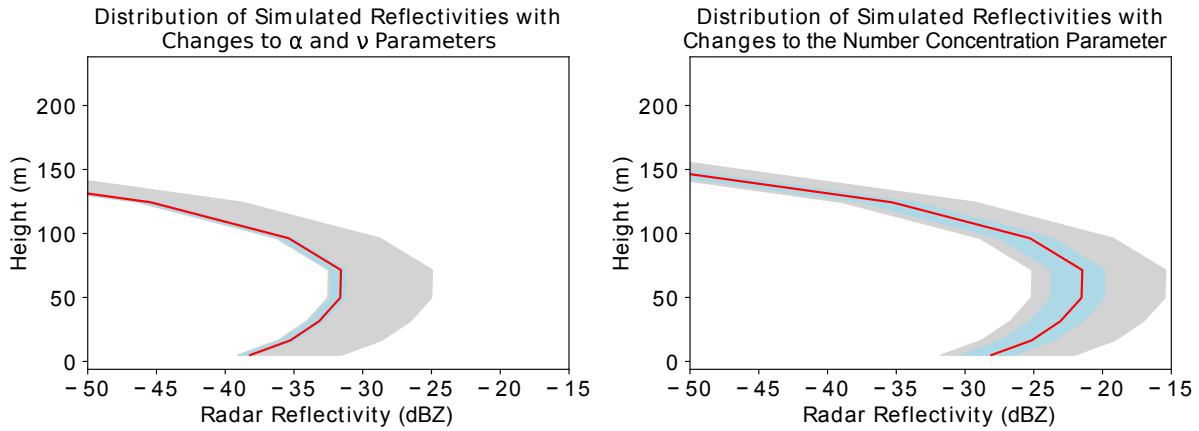 Distribution of Simulated Reflectivities with
Changes to α and ν Parameters
200
150
100
50
0
Height (m)
−50 −45 −40 −35 −30 −25 −20 −15
Radar Reflectivity (dBZ)
Distribution of Simulated Reflectivities with
Changes to the Number Concentration Parameter
200
150
100
50
0
Height (m)
−50 −45 −40 −35 −30 −25 −20 −15
Radar Reflectivity (dBZ)